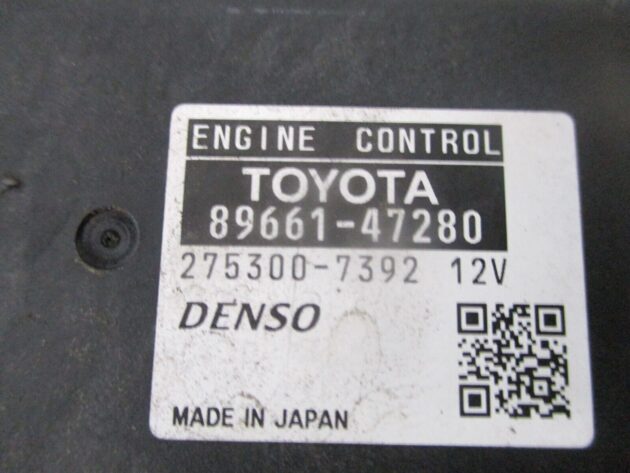 ENGINE CONTROL
TOYOTA
89661-47280
275300-7392 12V
DENSO
MADE IN JAPAN